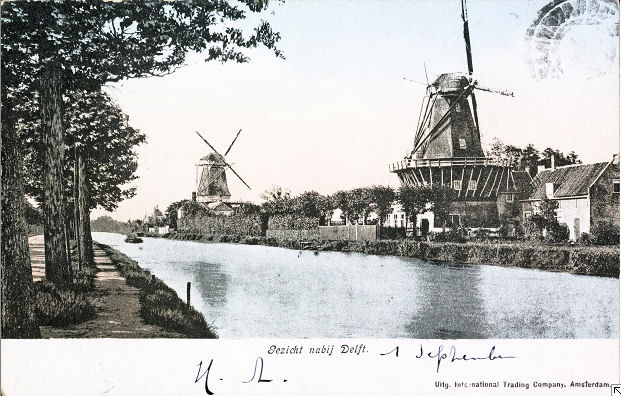 Gezicht nabij Delft.
1 September
Uitg. International Trading Company, Amsterdam.